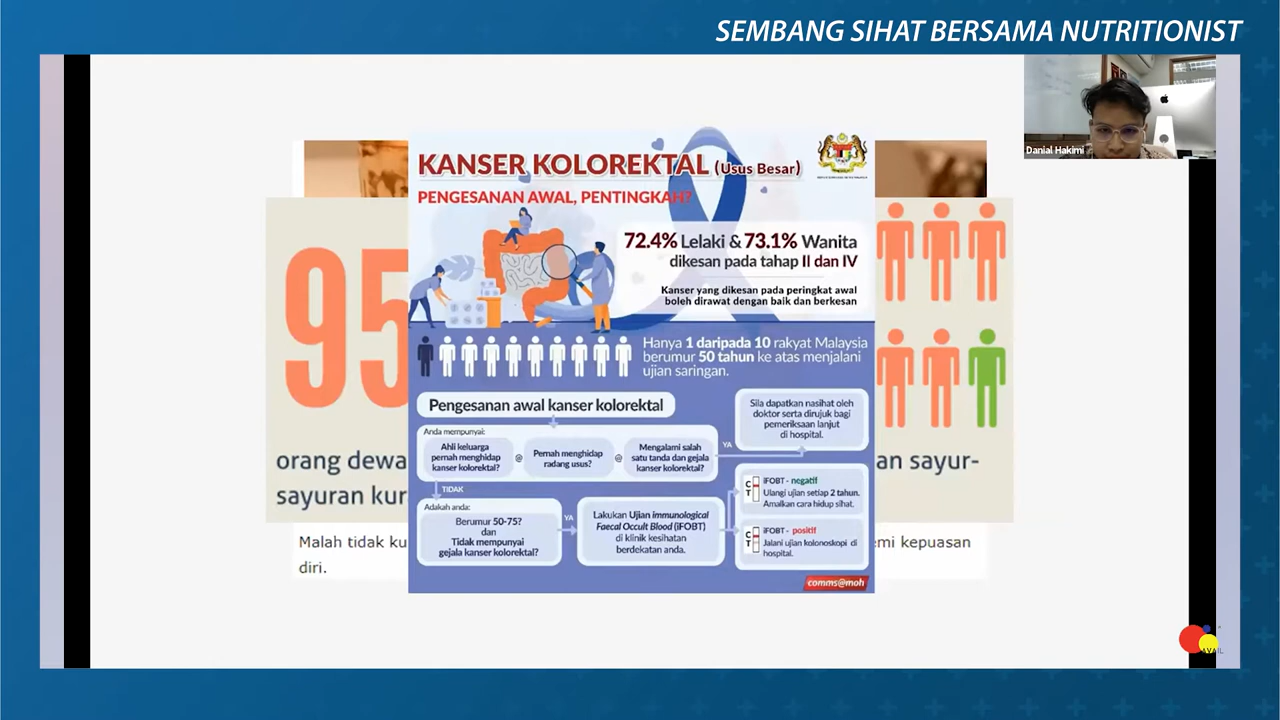 SEMBANG SIHAT BERSAMA NUTRITIONIST
Danial Hakimi
KANSER KOLOREKTAL (Usus Besar)
PENGESANAN AWAL, PENTINGKAH?
72.4% Lelaki & 73.1% Wanita
dikesan pada tahap II dan IV
Kanser yang dikesan pada peringkat awal
boleh dirawat dengan baik dan berkesan
Hanya 1 daripada 10 rakyat Malaysia
berumur 50 tahun ke atas menjalani
ujian saringan.
Pengesanan awal kanser kolorektal
Anda mempunyai:
Ahli keluarga
pernah menghidap
kanser kolorektal?
@
Pernah menghidap
radang usus?
@
Mengalami salah
satu tanda dan gejala
kanser kolorektal?
YA
Sila dapatkan nasihat oleh
doktor serta dirujuk bagi
pemeriksaan lanjut
di hospital.
TIDAK
Adakah anda:
Berumur 50-75?
dan
Tidak mempunyai
gejala kanser kolorektal?
YA
Lakukan Ujian immunological
Faecal Occult Blood (iFOBT)
di klinik kesihatan
berdekatan anda.
C
T
iFOBT - negatif
Ulangi ujian setiap 2 tahun.
Amalkan cara hidup sihat.
C
T
iFOBT - positif
Jalani ujian kolonoskopi di
hospital.
comms@moh
95
orang dewa
an sayur-
sayuran kur
Malah tidak ku
emi kepuasan
diri.
AVAIL